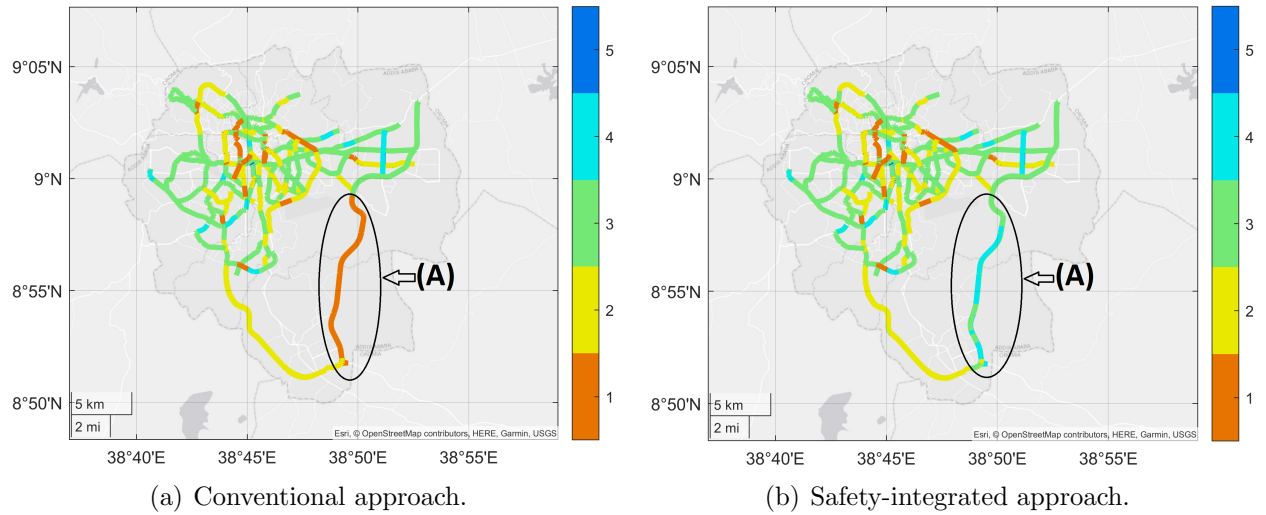 9°05'N
9°N
8°55'N
8°50'N
(A)
5 km
2 mi
Esri, © OpenStreetMap contributors, HERE, Garmin, USGS
38°40'E 38°45'E 38°50'E 38°55'E
5
4
3
2
1
(a) Conventional approach.
9°05'N
9°N
8°55'N
8°50'N
(A)
5 km
2 mi
Esri, © OpenStreetMap contributors, HERE, Garmin, USGS
38°40'E 38°45'E 38°50'E 38°55'E
5
4
3
2
1
(b) Safety-integrated approach.